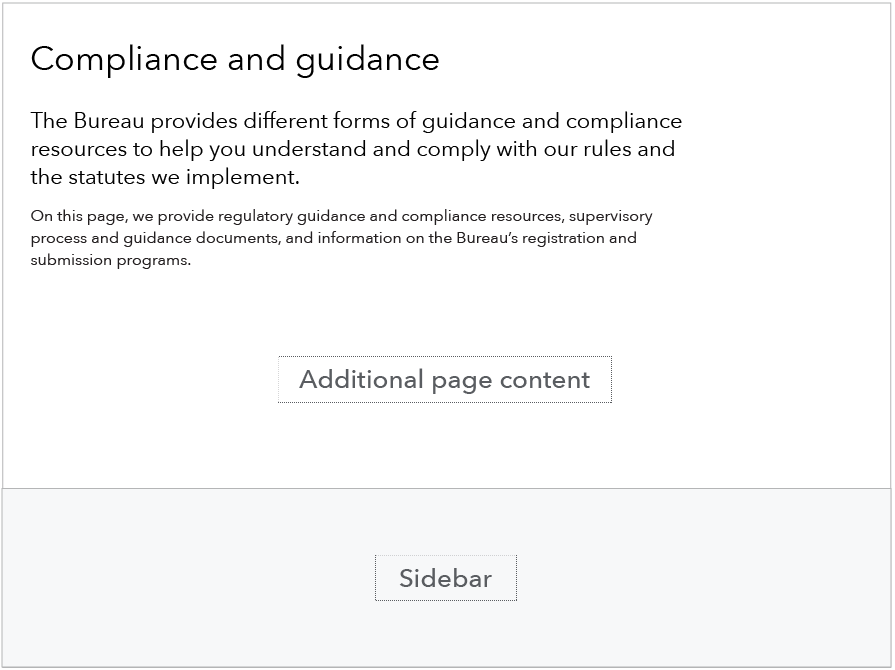 Compliance and guidance
The Bureau provides different forms of guidance and compliance
resources to help you understand and comply with our rules and
the statutes we implement.
On this page, we provide regulatory guidance and compliance resources, supervisory
process and guidance documents, and information on the Bureau’s registration and
submission programs.
Additional page content
Sidebar